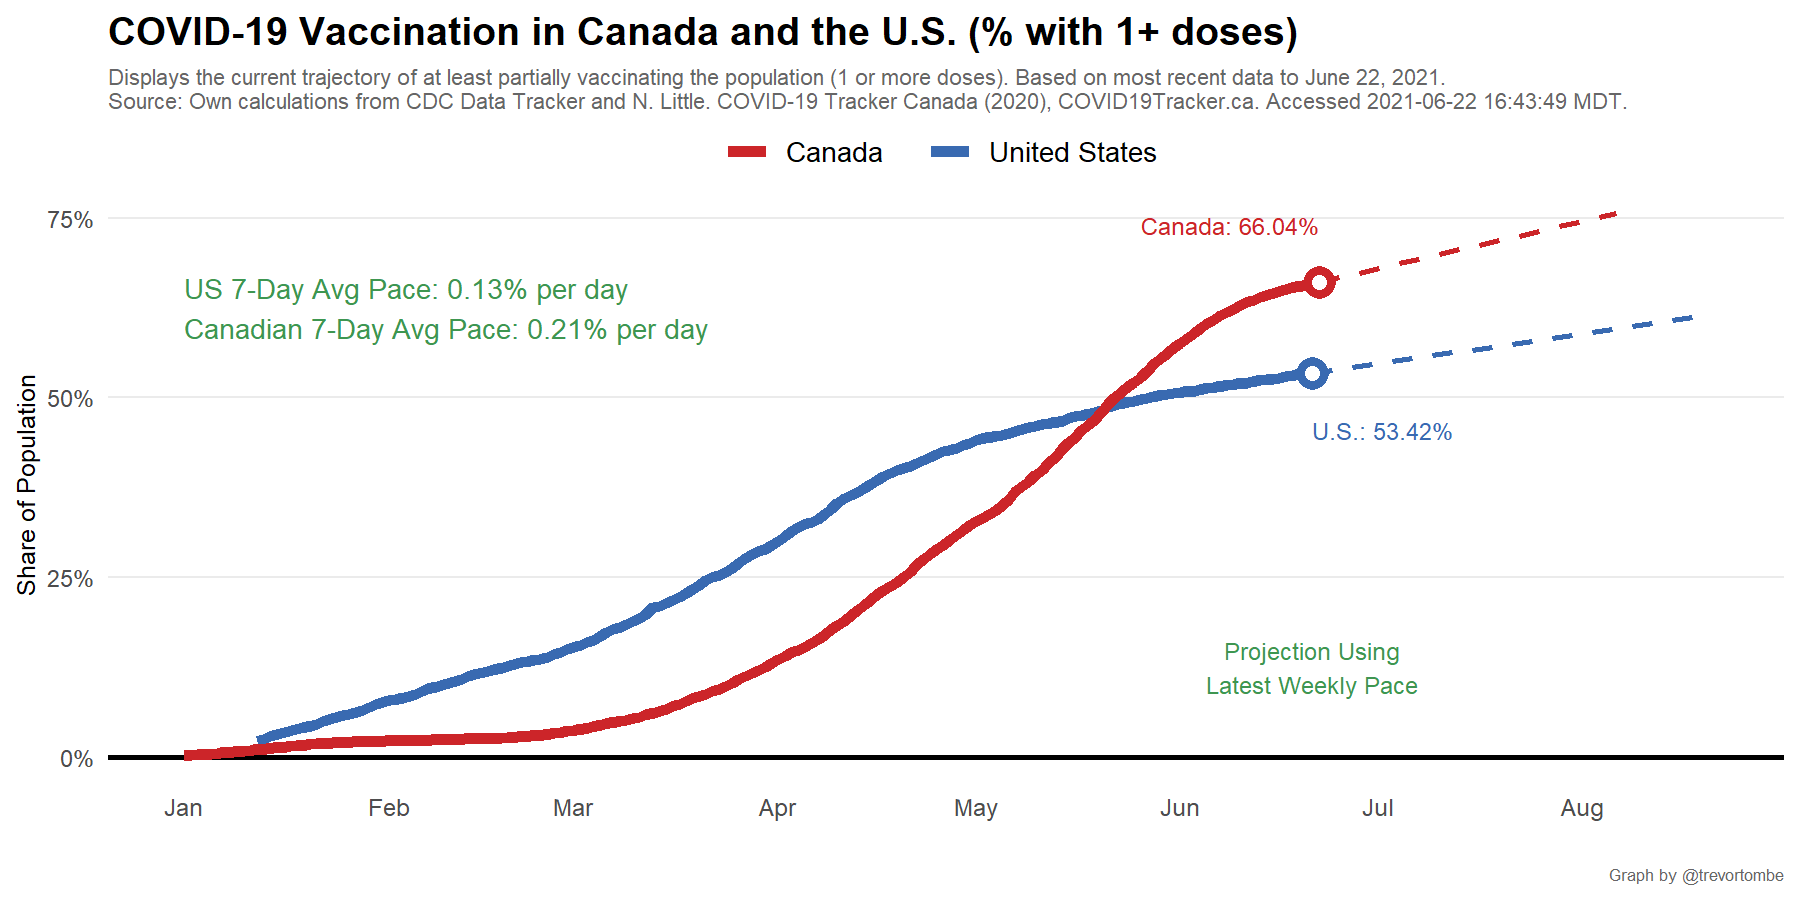 COVID-19 Vaccination in Canada and the U.S. (% with 1+ doses)
Displays the current trajectory of at least partially vaccinating the population (1 or more doses). Based on most recent data to June 22, 2021.
Source: Own calculations from CDC Data Tracker and N. Little. COVID-19 Tracker Canada (2020), COVID19Tracker.ca. Accessed 2021-06-22 16:43:49 MDT.
Canada
United States
75%
Canada: 66.04%
US 7-Day Avg Pace: 0.13% per day
Canadian 7-Day Avg Pace: 0.21% per day
50%
U.S.: 53.42%
Share of Population
25%
Projection Using
Latest Weekly Pace
0%
Jan
Feb
Mar
Apr
May
Jun
Jul
Aug
Graph by @trevortombe